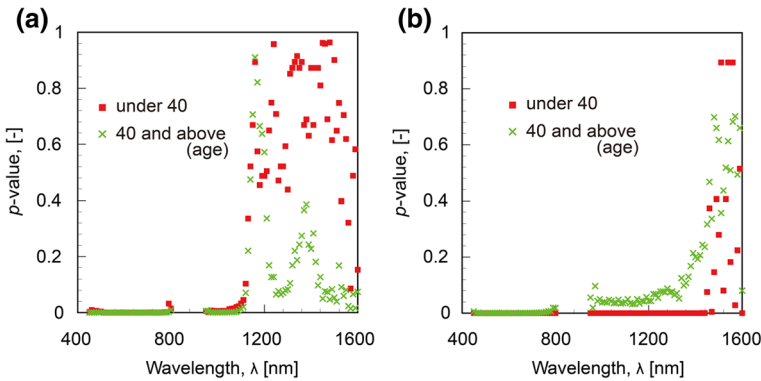 (a)
1
0.8
0.6
0.4
0.2
0
p-value, [-]
under 40
40 and above
(age)
400 800 1200 1600
Wavelength, λ [nm]
(b)
1
0.8
0.6
0.4
0.2
0
p-value, [-]
under 40
40 and above
(age)
400 800 1200 1600
Wavelength, λ [nm]